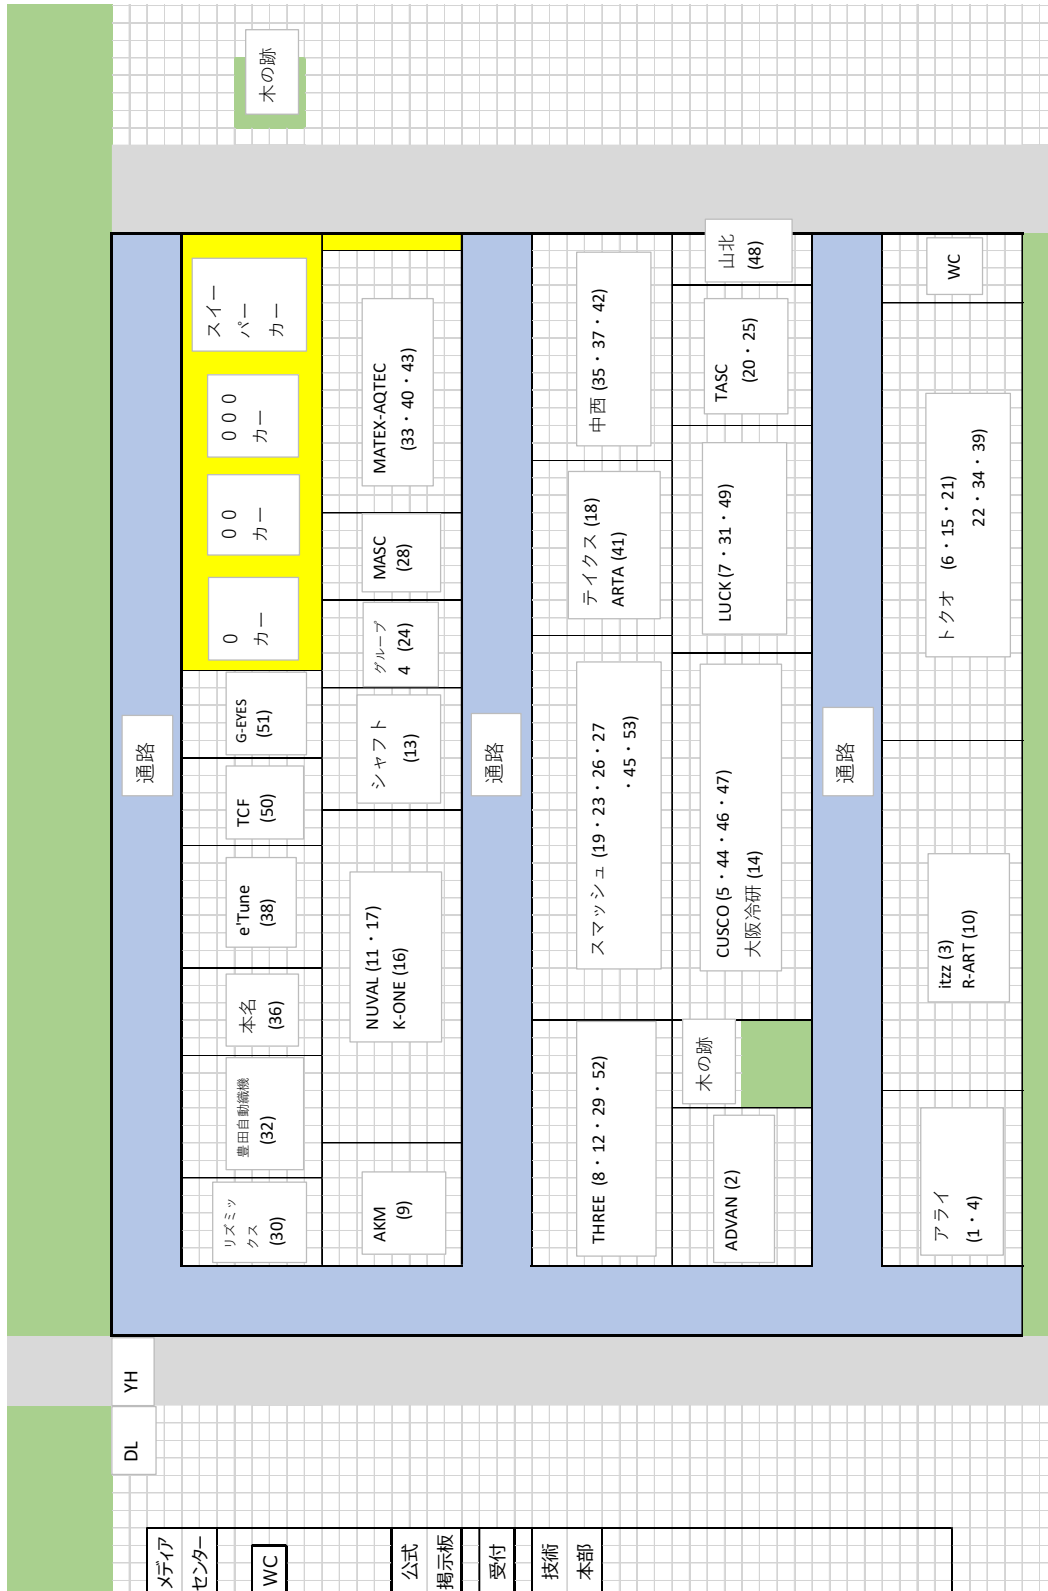 木の跡
スイー
パー
カー
０００
カー
００
カー
０
カー
G-EYES
(51)
TCF
(50)
e'Tune
(38)
本名
(36)
豊田自動織機
(32)
リズミッ
クス
(30)
MATEX-AQTEC
(33・40・43)
MASC
(28)
グループ
4 (24)
シャフト
(13)
NUVAL (11・17)
K-ONE (16)
AKM
(9)
通路
通路
通路
中西 (35・37・42)
テイクス (18)
ARTA (41)
スマッシュ (19・23・26・27
・45・53)
THREE (8・12・29・52)
山北
(48)
TASC
(20・25)
LUCK (7・31・49)
CUSCO (5・44・46・47)
大阪冷研 (14)
木の跡
ADVAN (2)
WC
トクオ (6・15・21)
22・34・39)
itzz (3)
R-ART (10)
アライ
(1・4)
YH
DL
メディア
センター
WC
公式
掲示板
受付
技術
本部